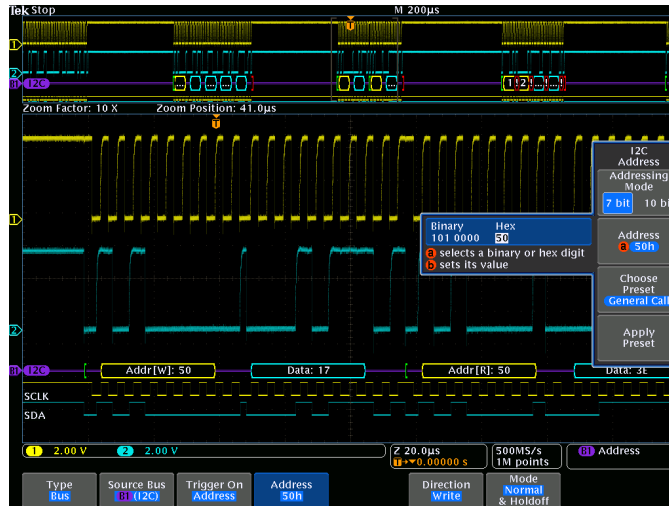 Tek Stop M 200µs
1
T
2
B1 I2C ... ... ... ... ... ... ... ... 1! 2! ...! ...!
Zoom Factor: 10 X Zoom Position: 41.0µs
T
I2C
Address
Addressing
Mode
7 bit 10 bi
Address
a 50h
Choose
Preset
General Call
Apply
Preset
Binary Hex
101 0000 50
a selects a binary or hex digit
b sets its value
1
2
B1 I2C Addr[W]: 50 Data: 17 Addr[R]: 50 Data: 3E
SCLK
SDA
1 2.00 V 2 2.00 V
Z 20.0µs
T→▼0.00000 s
500MS/s
1M points
B1 Address
Type
Bus
Source Bus
B1 (I2C)
Trigger On
Address
Address
50h
Direction
Write
Mode
Normal
& Holdoff